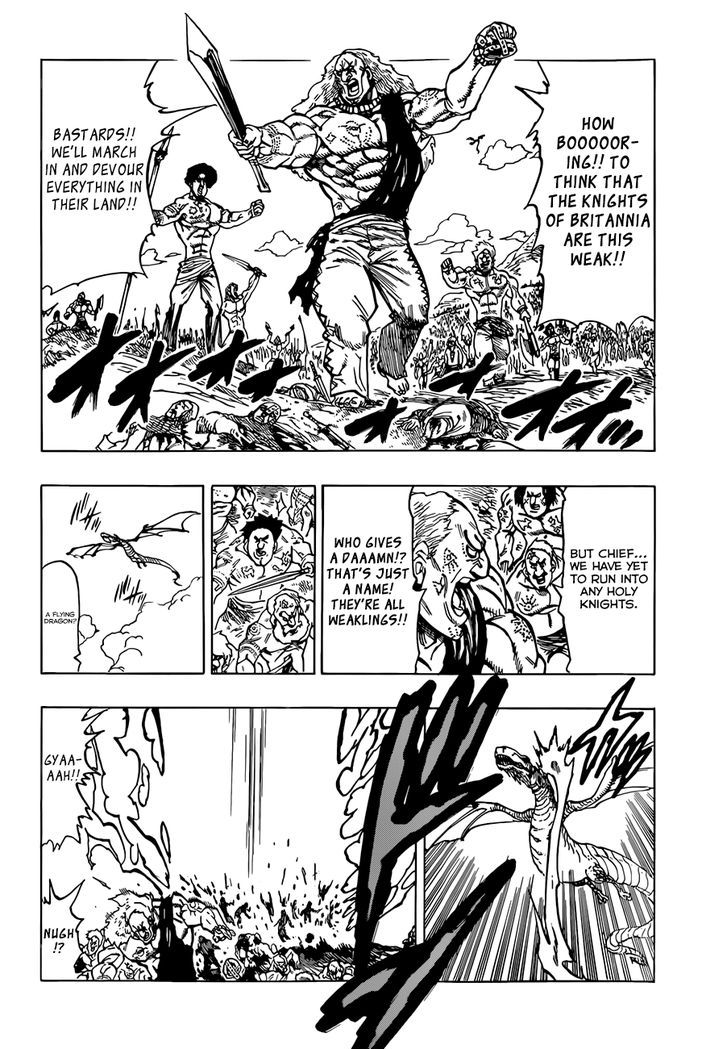 HOW
BOOOOOR-
ING!! TO
THINK THAT
THE KNIGHTS
OF BRITANNIA
ARE THIS
WEAK!!
BASTARDS!!
WE'LL MARCH
IN AND DEVOUR
EVERYTHING IN
THEIR LAND!!
BUT CHIEF...
WE HAVE YET
TO RUN INTO
ANY HOLY
KNIGHTS.
WHO GIVES
A DAAAMN!?
THAT'S JUST
A NAME!
THEY'RE ALL
WEAKLINGS!!
A FLYING
DRAGON?
GYAA-
AAH!!
NUGH
!?